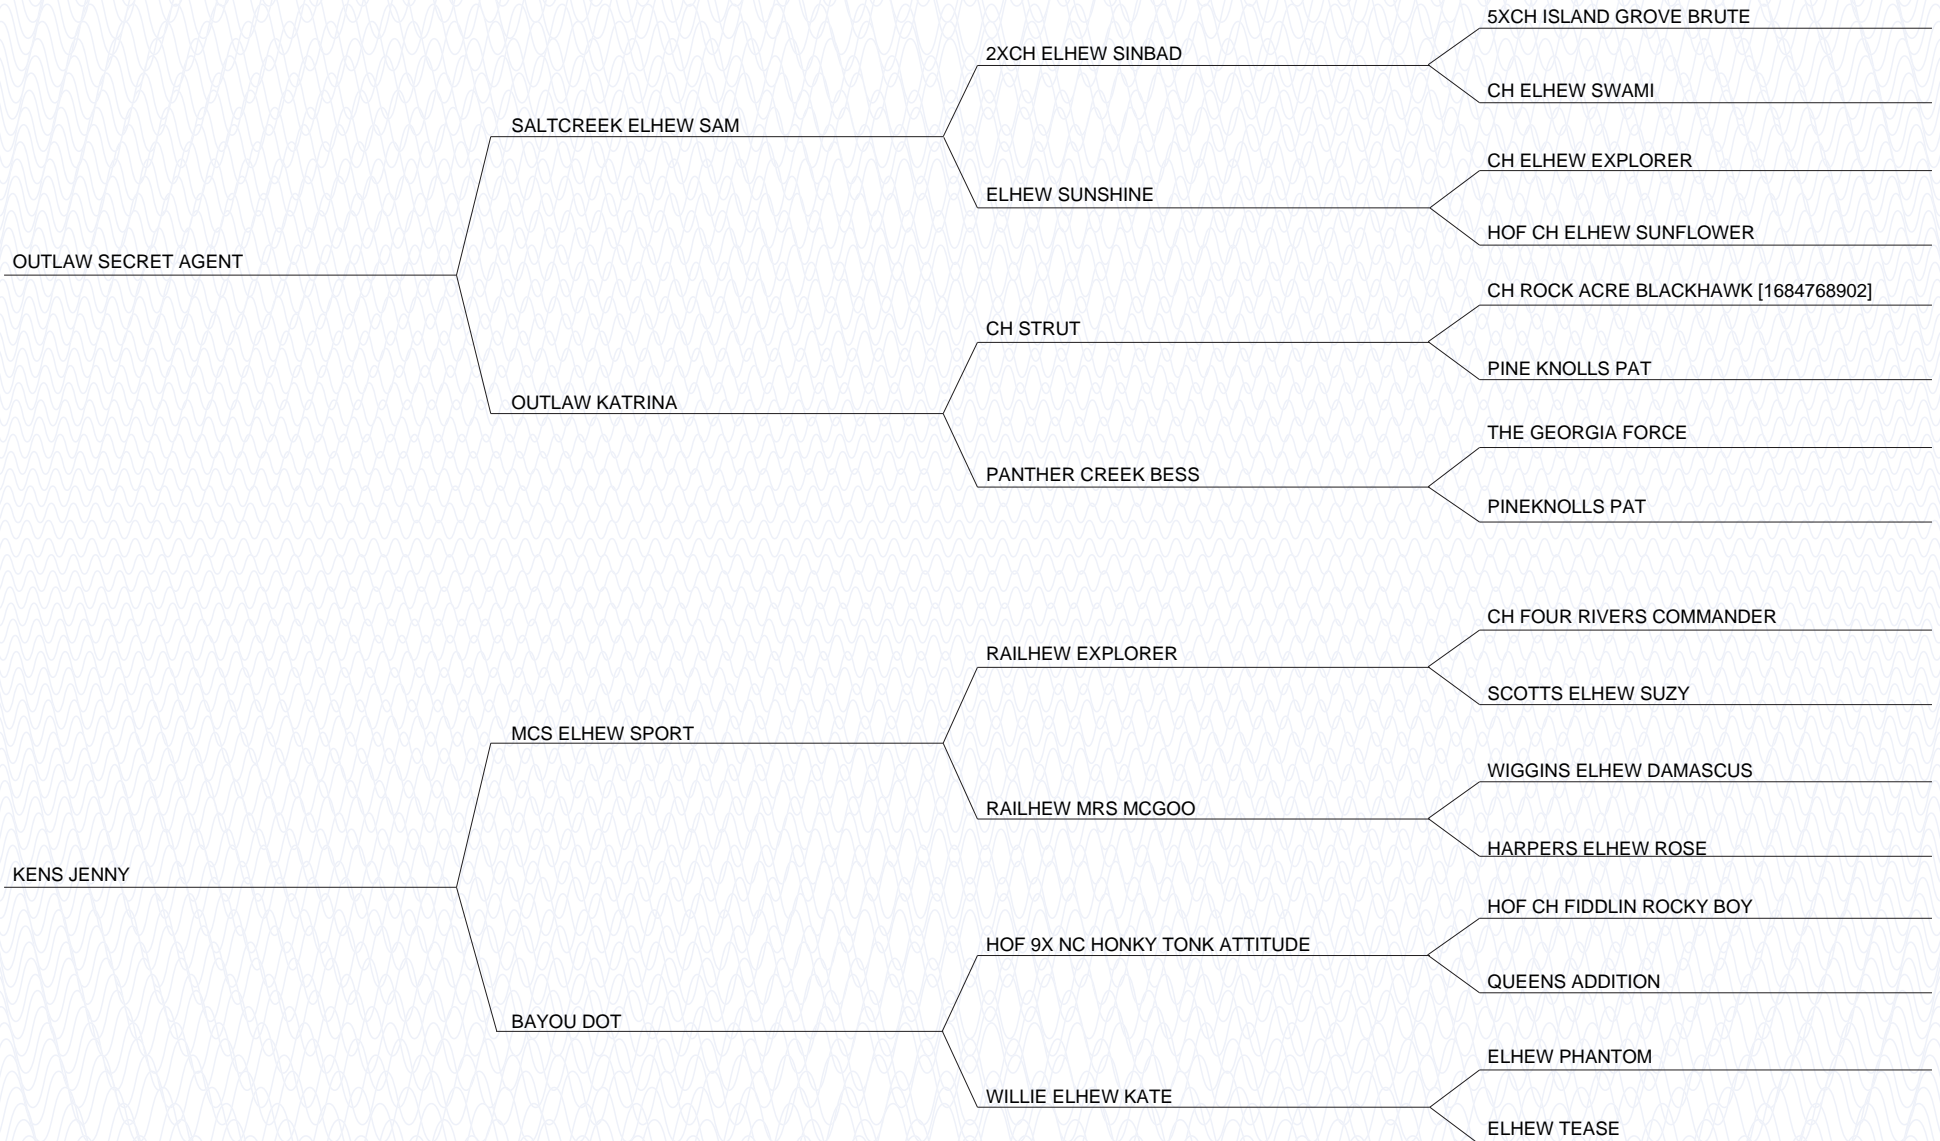 5XCH ISLAND GROVE BRUTE
2XCH ELHEW SINBAD
CH ELHEW SWAMI
SALTCREEK ELHEW SAM
CH ELHEW EXPLORER
ELHEW SUNSHINE
HOF CH ELHEW SUNFLOWER
OUTLAW SECRET AGENT
CH ROCK ACRE BLACKHAWK [1684768902]
CH STRUT
PINE KNOLLS PAT
OUTLAW KATRINA
THE GEORGIA FORCE
PANTHER CREEK BESS
PINEKNOLLS PAT
CH FOUR RIVERS COMMANDER
RAILHEW EXPLORER
SCOTTS ELHEW SUZY
MCS ELHEW SPORT
WIGGINS ELHEW DAMASCUS
RAILHEW MRS MCGOO
HARPERS ELHEW ROSE
KENS JENNY
HOF CH FIDDLIN ROCKY BOY
HOF 9X NC HONKY TONK ATTITUDE
QUEENS ADDITION
BAYOU DOT
ELHEW PHANTOM
WILLIE ELHEW KATE
ELHEW TEASE